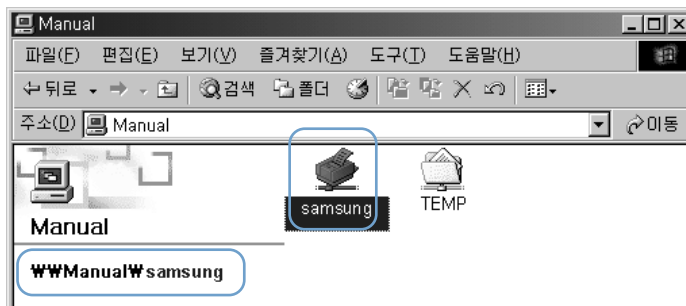 Manual
파일(F) 편집(E) 보기(V) 즐겨찾기(A) 도구(T) 도움말(H)
뒤로 검색 폴더
주소(D) Manual 이동
samsung TEMP
Manual
₩₩Manual₩samsung